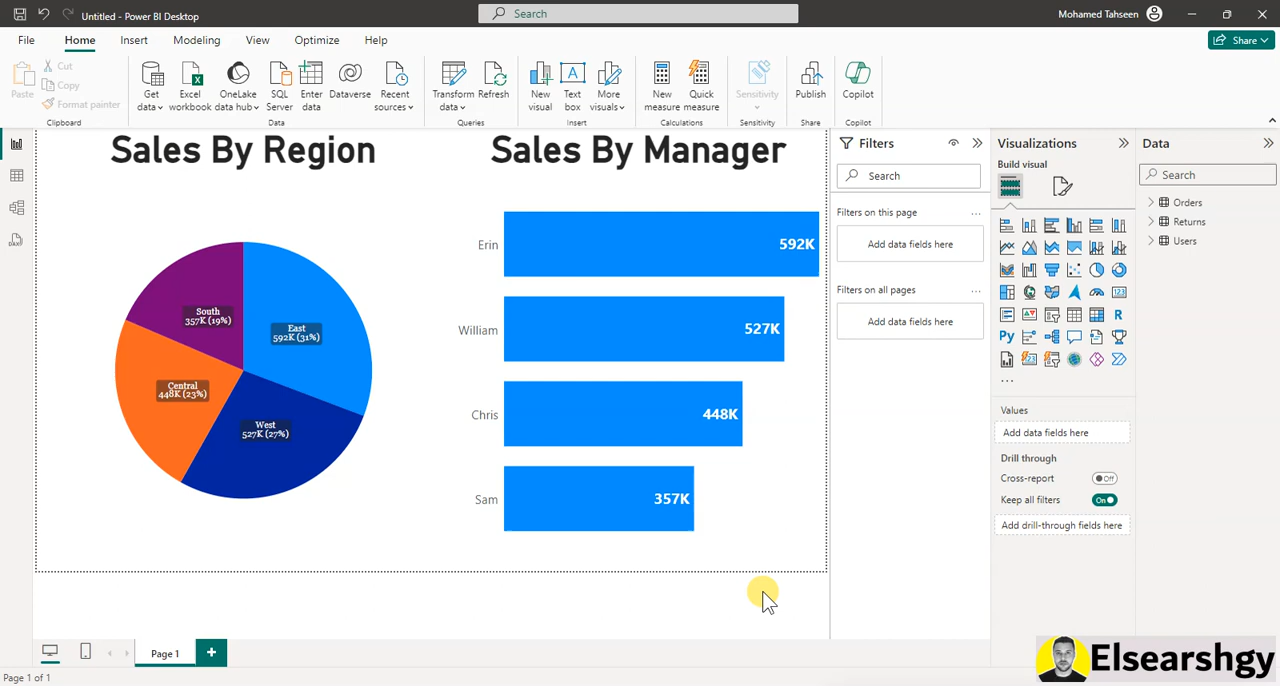 Untitled - Power BI Desktop
Search
Mohamed Tahseen
File
Home
Insert
Modeling
View
Optimize
Help
Share
Paste
Cut
Copy
Format painter
Get data
Excel workbook
OneLake data hub
SQL Server
Enter data
Dataverse
Recent sources
Transform data
Refresh
New visual
Text box
More visuals
New measure
Quick measure
Sensitivity
Publish
Copilot
Clipboard
Data
Queries
Insert
Calculations
Sensitivity
Share
Copilot
Sales By Region
South
357K (19%)
East
592K (31%)
Central
448K (23%)
West
527K (27%)
Sales By Manager
Erin
592K
William
527K
Chris
448K
Sam
357K
Filters
Search
Filters on this page
...
Add data fields here
Filters on all pages
...
Add data fields here
Visualizations
Build visual
123
R
Py
...
Values
Add data fields here
Drill through
Cross-report
Off
Keep all filters
On
Add drill-through fields here
Data
Search
Orders
Returns
Users
Page 1
+
Page 1 of 1
Elsearshgy